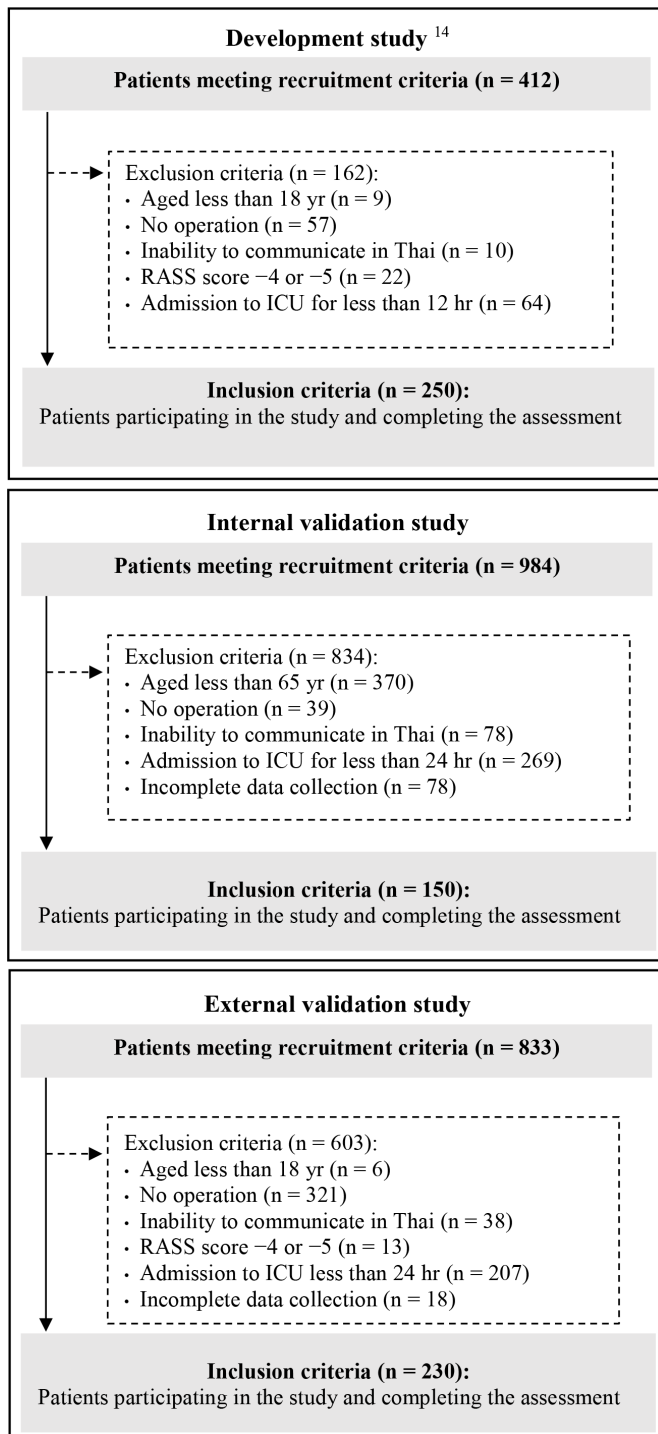 Development study 14
Patients meeting recruitment criteria (n = 412)
Exclusion criteria (n = 162):
• Aged less than 18 yr (n = 9)
• No operation (n = 57)
• Inability to communicate in Thai (n = 10)
• RASS score −4 or −5 (n = 22)
• Admission to ICU for less than 12 hr (n = 64)
Inclusion criteria (n = 250):
Patients participating in the study and completing the assessment
Internal validation study
Patients meeting recruitment criteria (n = 984)
Exclusion criteria (n = 834):
• Aged less than 65 yr (n = 370)
• No operation (n = 39)
• Inability to communicate in Thai (n = 78)
• Admission to ICU for less than 24 hr (n = 269)
• Incomplete data collection (n = 78)
Inclusion criteria (n = 150):
Patients participating in the study and completing the assessment
External validation study
Patients meeting recruitment criteria (n = 833)
Exclusion criteria (n = 603):
• Aged less than 18 yr (n = 6)
• No operation (n = 321)
• Inability to communicate in Thai (n = 38)
• RASS score −4 or −5 (n = 13)
• Admission to ICU less than 24 hr (n = 207)
• Incomplete data collection (n = 18)
Inclusion criteria (n = 230):
Patients participating in the study and completing the assessment